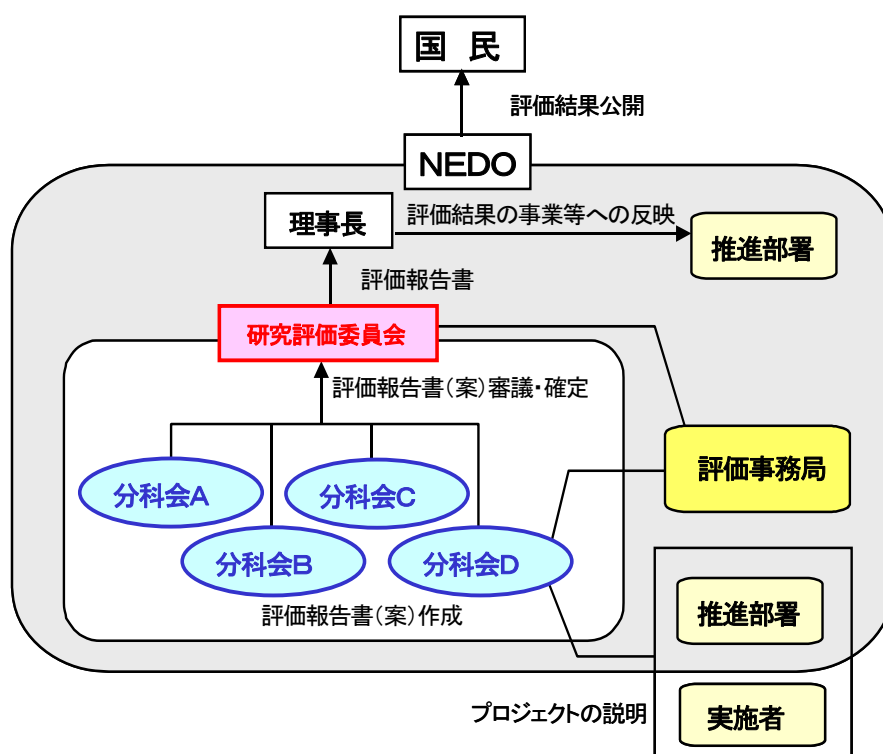 国 民
評価結果公開
NEDO
理事長
評価結果の事業等への反映
推進部署
評価報告書
研究評価委員会
評価報告書(案)審議・確定
分科会A
分科会C
評価事務局
分科会B
分科会D
評価報告書(案)作成
推進部署
プロジェクトの説明
実施者